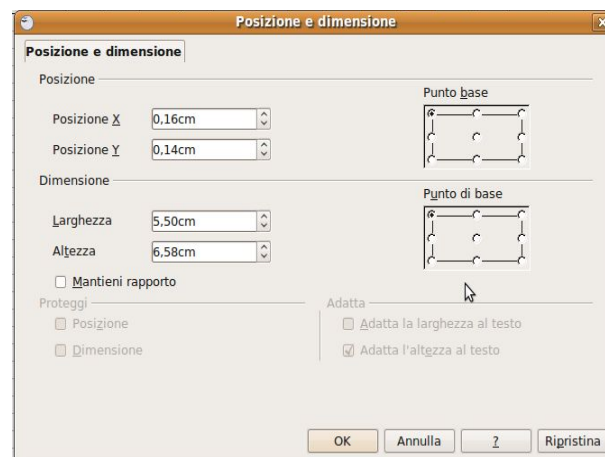 Posizione e dimensione
Posizione e dimensione
Posizione
Punto base
Posizione X 0,16cm
Posizione Y 0,14cm
Dimensione
Punto di base
Larghezza 5,50cm
Altezza 6,58cm
Mantieni rapporto
Proteggi
Adatta
Posizione
Adatta la larghezza al testo
Dimensione
Adatta l'altezza al testo
OK Annulla ? Ripristina